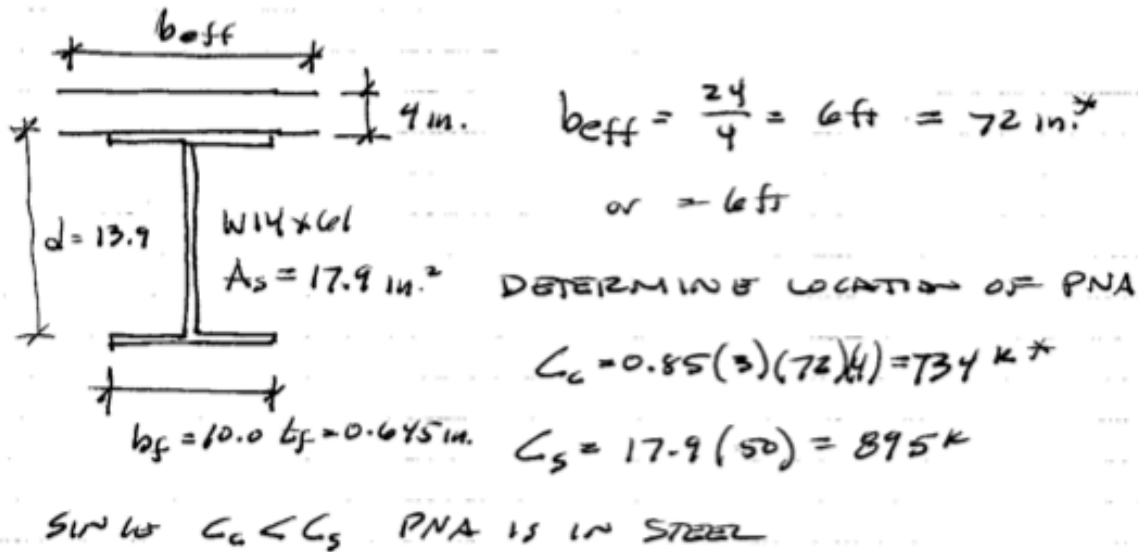 beff
4 in.
beff = 24/4 = 6 ft = 72 in.*
or = 6 ft
d = 13.9
W14x61
As = 17.9 in.²
DETERMINE LOCATION OF PNA
Cc = 0.85(3)(72)(4) = 734 k *
bf = 10.0 tf = 0.645 in.
Cs = 17.9 (50) = 895 k
SINCE Cc < Cs PNA IS IN STEEL